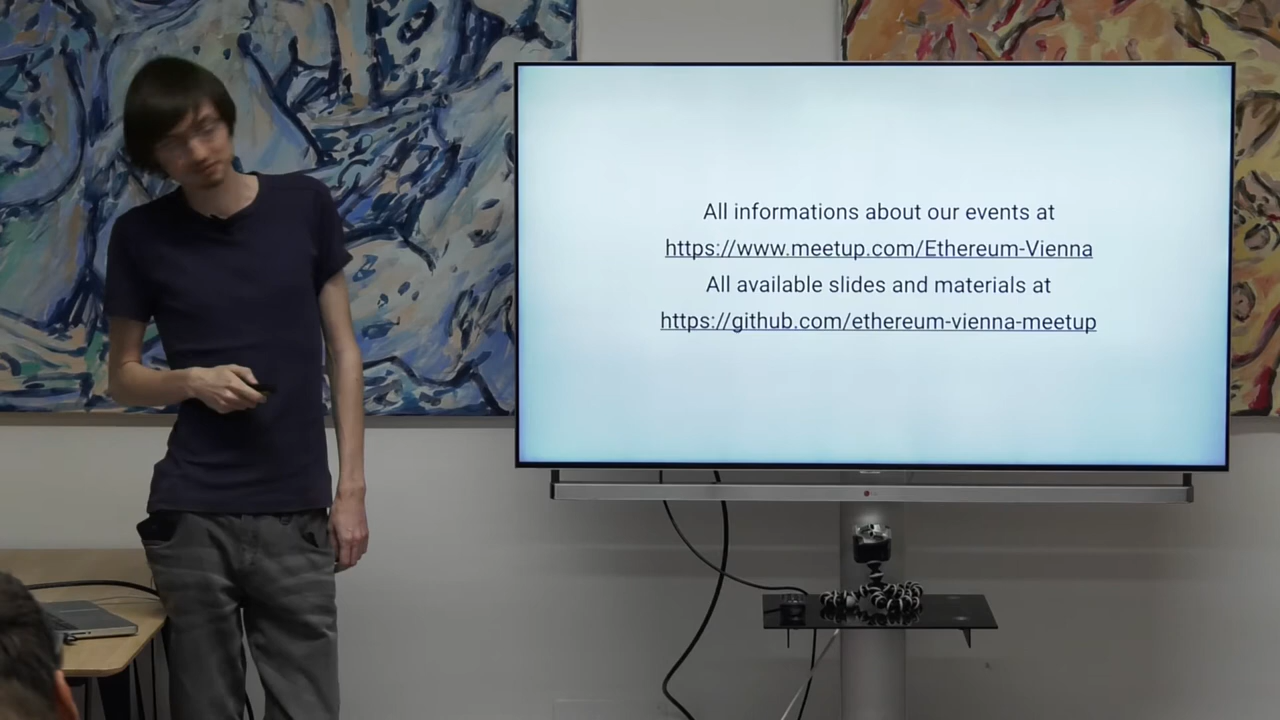 All informations about our events at
https://www.meetup.com/Ethereum-Vienna
All available slides and materials at
https://github.com/ethereum-vienna-meetup
LG